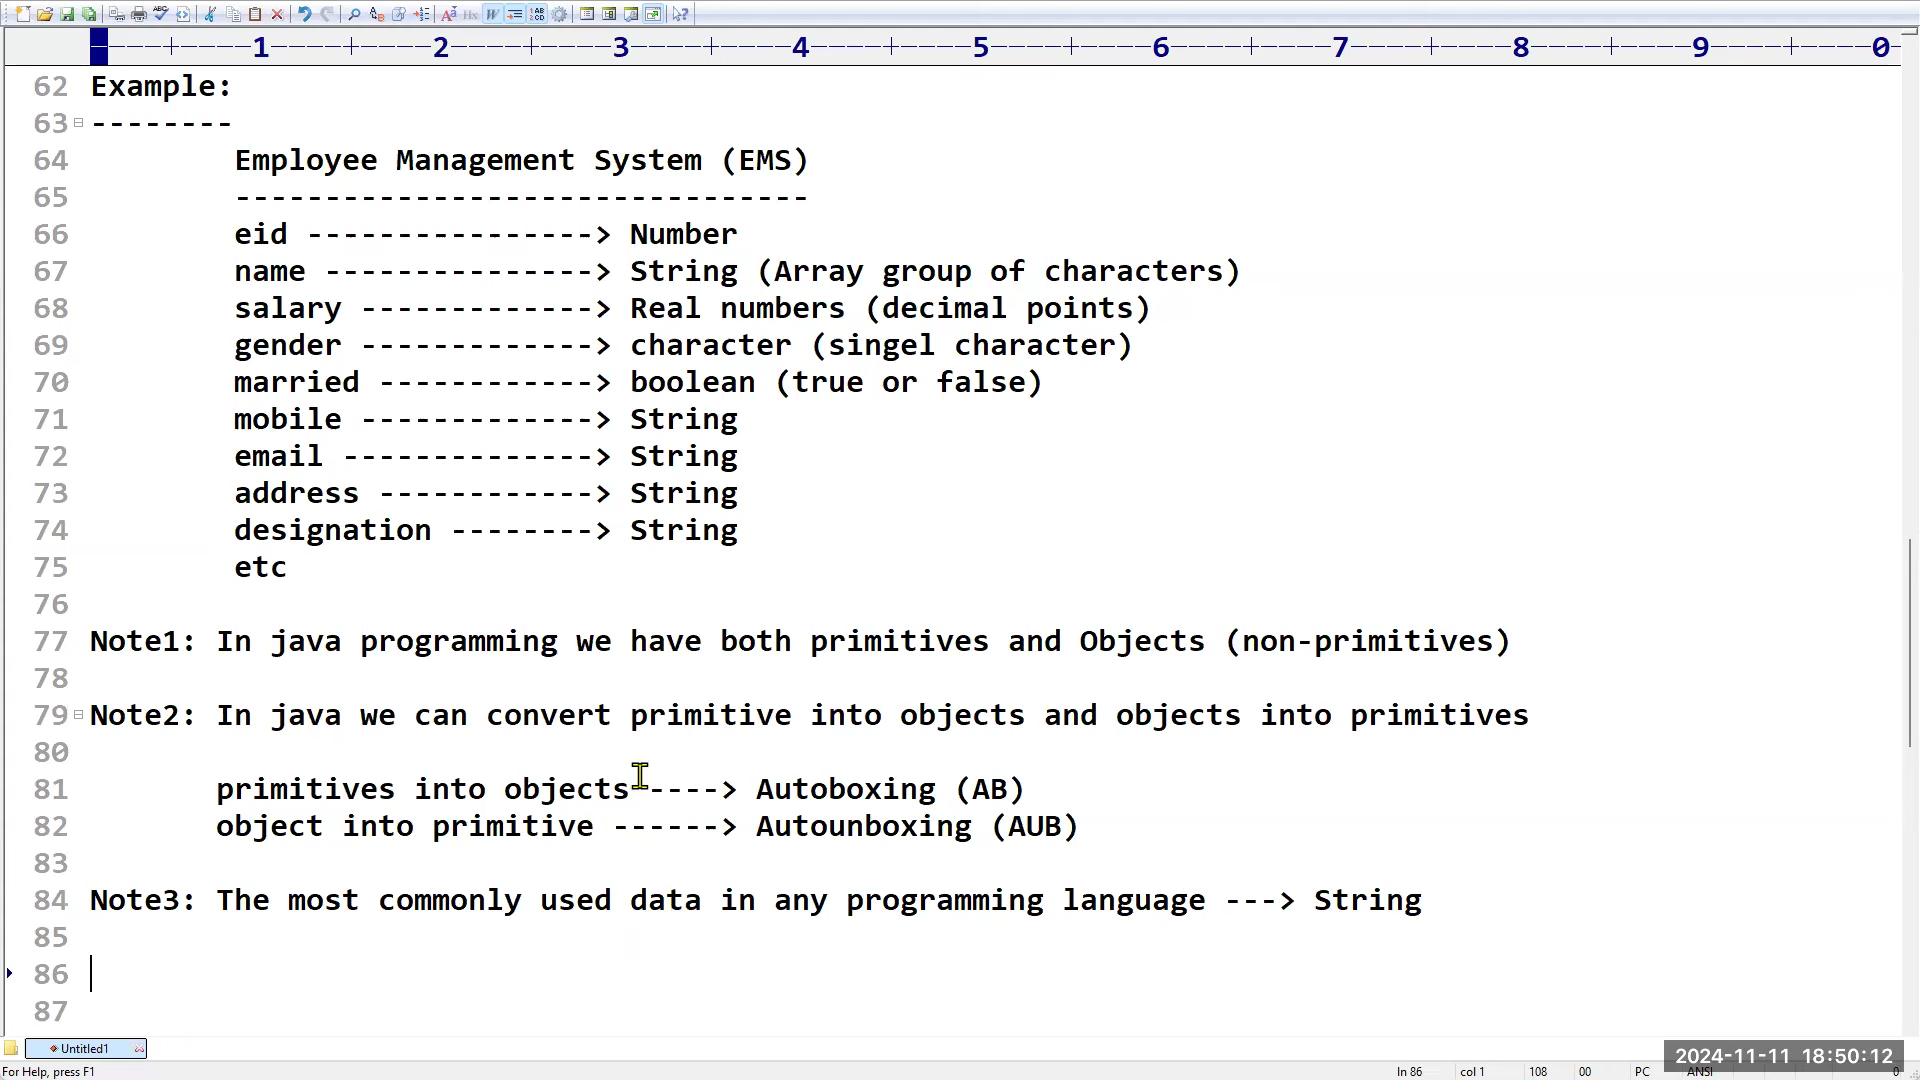 1 2 3 4 5 6 7 8 9 0
62 Example:
63 --------
64 Employee Management System (EMS)
65 --------------------------------
66 eid ----------------> Number
67 name ---------------> String (Array group of characters)
68 salary -------------> Real numbers (decimal points)
69 gender -------------> character (singel character)
70 married ------------> boolean (true or false)
71 mobile -------------> String
72 email --------------> String
73 address ------------> String
74 designation --------> String
75 etc
76
77 Note1: In java programming we have both primitives and Objects (non-primitives)
78
79 Note2: In java we can convert primitive into objects and objects into primitives
80
81 primitives into objects ----> Autoboxing (AB)
82 object into primitive ------> Autounboxing (AUB)
83
84 Note3: The most commonly used data in any programming language ---> String
85
86
87
Untitled1
2024-11-11 18:50:12
For Help, press F1 ln 86 col 1 108 00 PC ANSI